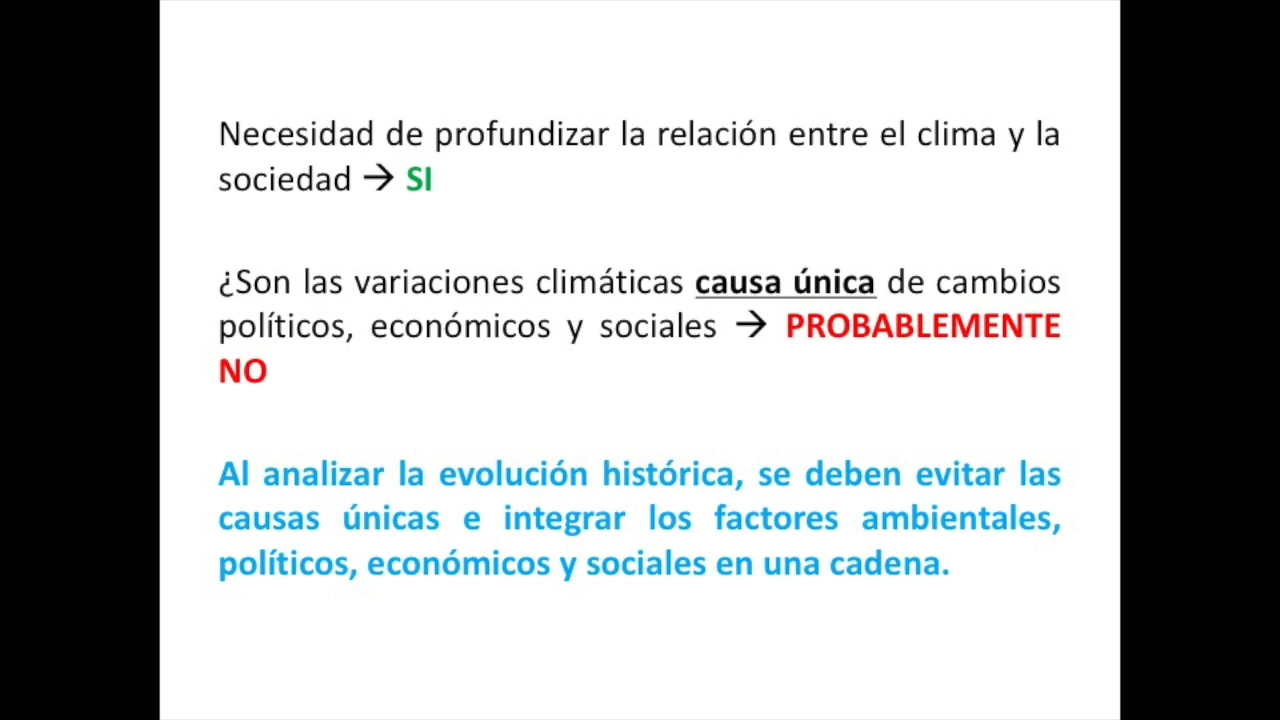 Necesidad de profundizar la relación entre el clima y la
sociedad → SI
¿Son las variaciones climáticas causa única de cambios
políticos, económicos y sociales → PROBABLEMENTE
NO
Al analizar la evolución histórica, se deben evitar las
causas únicas e integrar los factores ambientales,
políticos, económicos y sociales en una cadena.